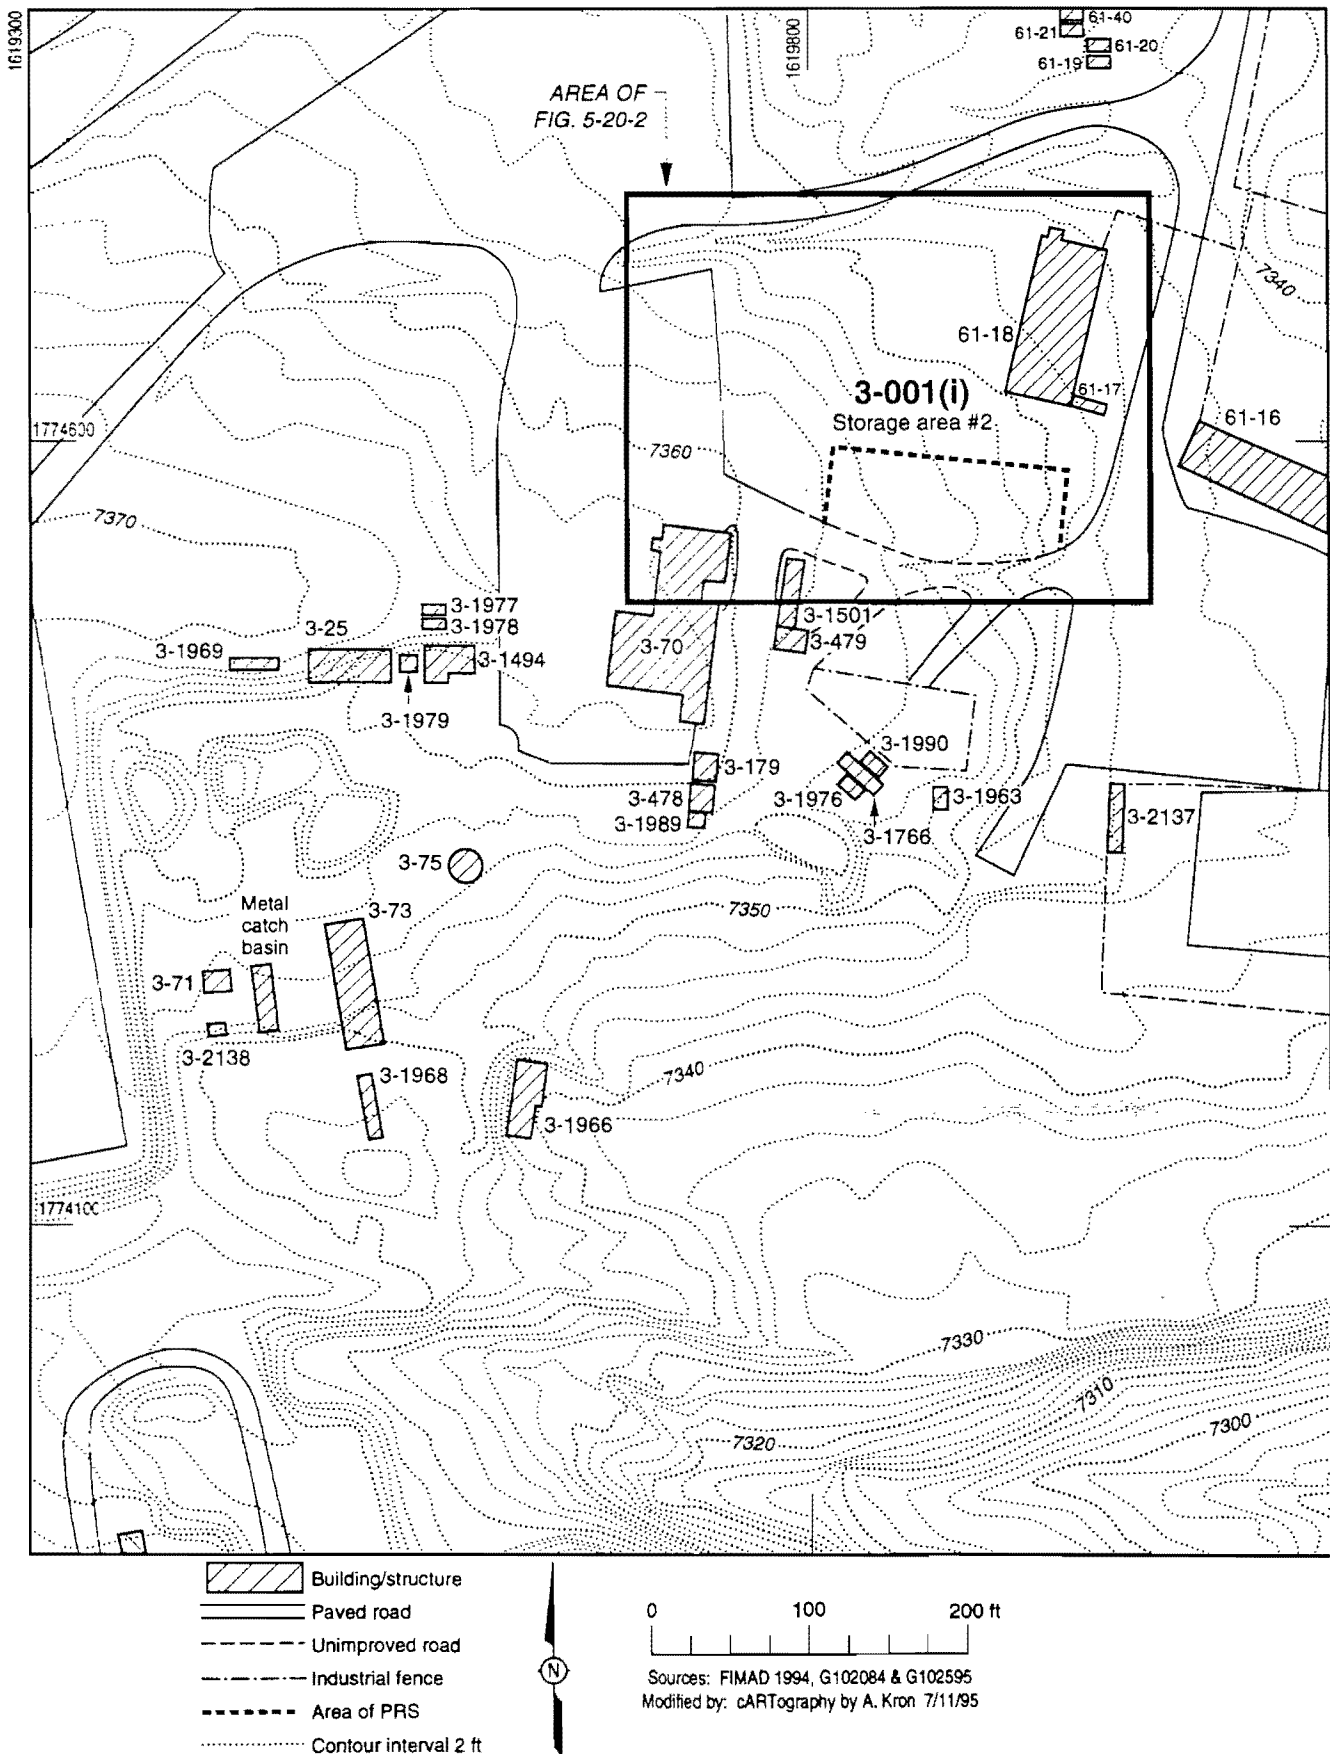 1619300
1619800
61-40
61-21
61-20
61-19
AREA OF
FIG. 5-20-2
7340
61-18
61-17
3-001(i)
Storage area #2
61-16
1774600
7360
7370
3-1977
3-1978
3-25
3-1969
3-1494
3-1979
3-70
3-1501
3-479
3-179
3-478
3-1989
3-1990
3-1976
3-1766
3-1963
3-2137
3-75
7350
Metal
catch
basin
3-73
3-71
3-2138
3-1968
7340
3-1966
1774100
7330
7310
7320
7300
Building/structure
Paved road
Unimproved road
Industrial fence
Area of PRS
Contour interval 2 ft
N
0 100 200 ft
Sources: FIMAD 1994, G102084 & G102595
Modified by: cARTography by A. Kron 7/11/95